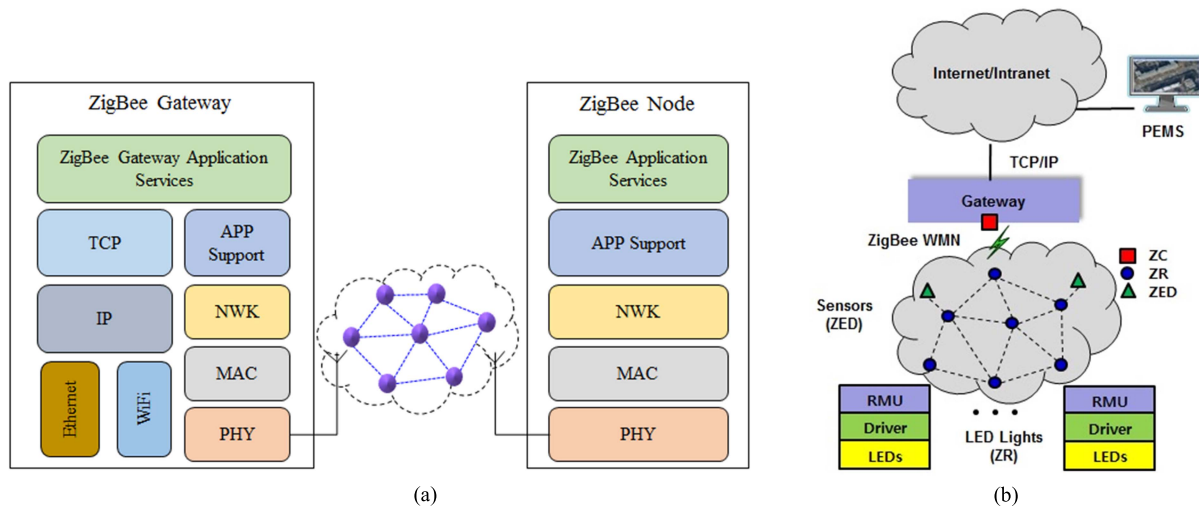 ZigBee Gateway
ZigBee Gateway Application
Services
TCP
APP
Support
IP
NWK
MAC
Ethernet
WiFi
PHY
ZigBee Node
ZigBee Application
Services
APP Support
NWK
MAC
PHY
(a)
Internet/Intranet
PEMS
TCP/IP
Gateway
ZigBee WMN
ZC
ZR
ZED
Sensors
(ZED)
RMU
Driver
LEDs
• • •
LED Lights
(ZR)
RMU
Driver
LEDs
(b)